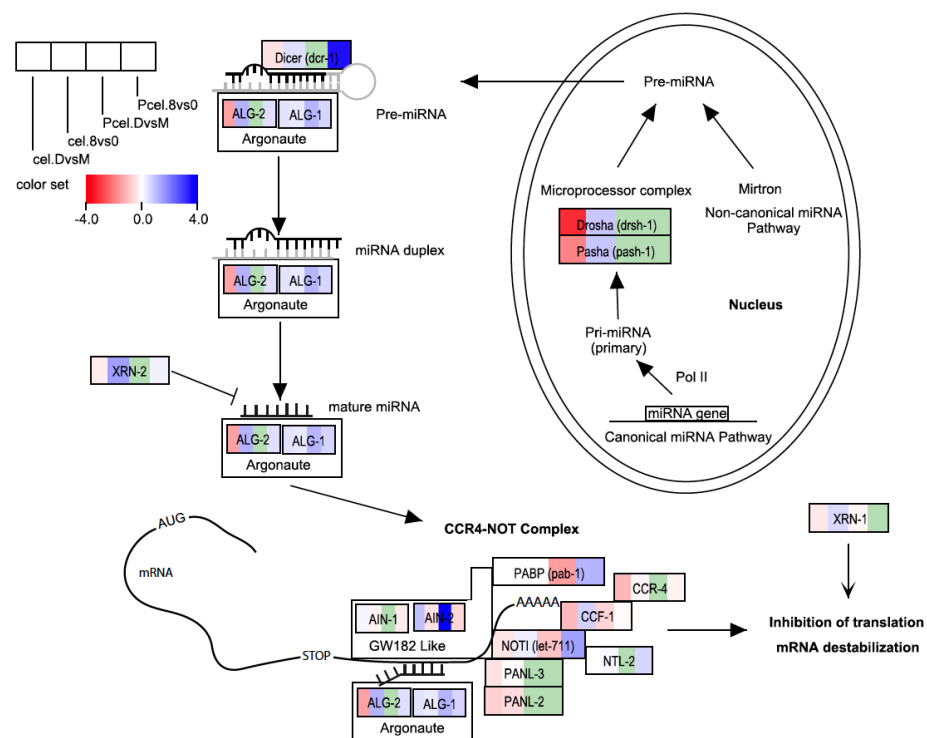 Pcel.8vs0
Pcel.DvsM
cel.8vs0
cel.DvsM
color set
-4.0
0.0
4.0
Dicer (dcr-1)
Pre-miRNA
ALG-2
ALG-1
Argonaute
miRNA duplex
ALG-2
ALG-1
Argonaute
XRN-2
mature miRNA
ALG-2
ALG-1
Argonaute
Pre-miRNA
Microprocessor complex
Drosha (drsh-1)
Pasha (pash-1)
Mirtron
Non-canonical miRNA
Pathway
Nucleus
Pri-miRNA
(primary)
Pol II
miRNA gene
Canonical miRNA Pathway
CCR4-NOT Complex
AUG
mRNA
STOP
PABP (pab-1)
AAAAA
CCR-4
CCF-1
AIN-1
AIN-2
GW182 Like
NOTI (let-711)
NTL-2
PANL-3
PANL-2
ALG-2
ALG-1
Argonaute
XRN-1
Inhibition of translation
mRNA destabilization